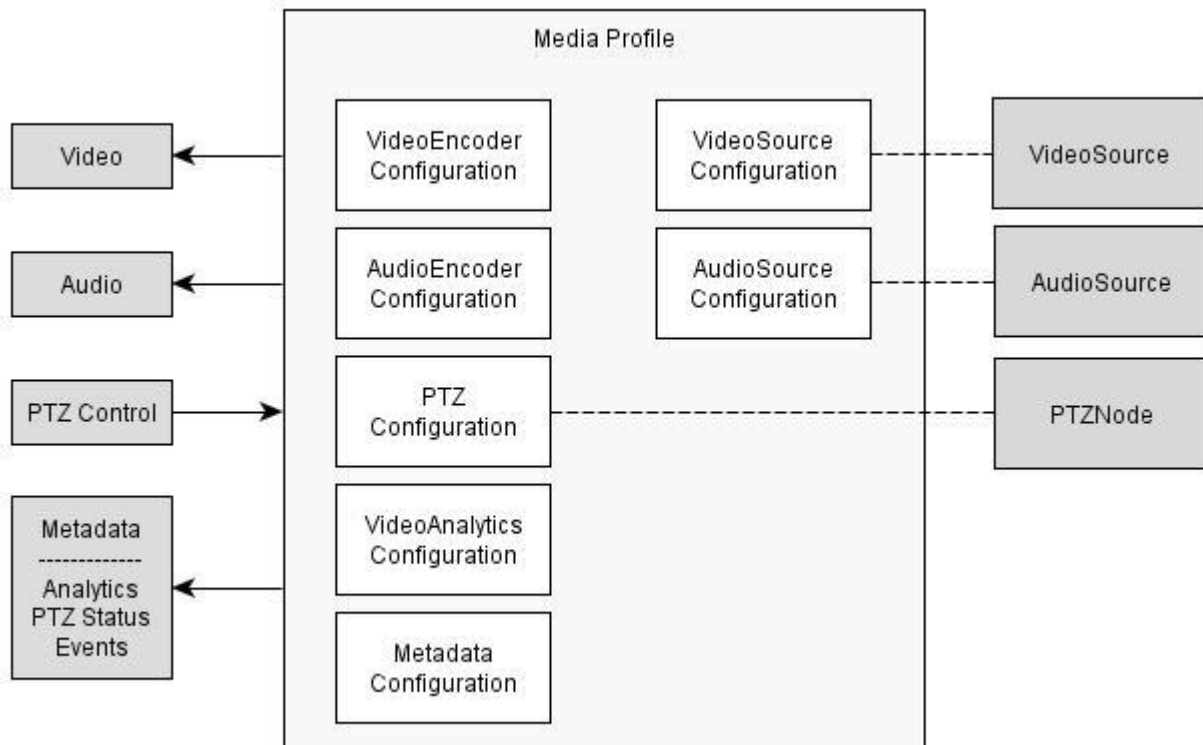 Media Profile
Video
VideoEncoder
Configuration
VideoSource
Configuration
VideoSource
Audio
AudioEncoder
Configuration
AudioSource
Configuration
AudioSource
PTZ Control
PTZ
Configuration
PTZNode
Metadata
-------------
Analytics
PTZ Status
Events
VideoAnalytics
Configuration
Metadata
Configuration